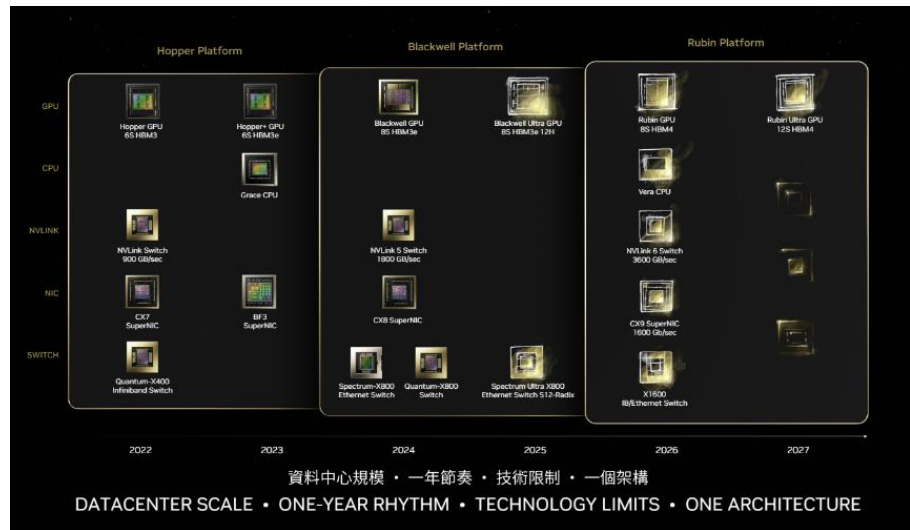 Hopper Platform
Blackwell Platform
Rubin Platform
GPU
Hopper GPU
6S HBM3
Hopper+ GPU
6S HBM3e
Blackwell GPU
8S HBM3e
Blackwell Ultra GPU
8S HBM3e 12H
Rubin GPU
8S HBM4
Rubin Ultra GPU
12S HBM4
CPU
Grace CPU
Vera CPU
NVLINK
NVLink Switch
900 GB/sec
NVLink 5 Switch
1800 GB/sec
NVLink 6 Switch
3600 GB/sec
NIC
CX7
SuperNIC
BF3
SuperNIC
CX8 SuperNIC
CX9 SuperNIC
1600 Gb/sec
SWITCH
Quantum-X400
Infiniband Switch
Spectrum-X800
Ethernet Switch
Quantum-X800
Switch
Spectrum Ultra X800
Ethernet Switch 512-Radix
X1600
IB/Ethernet Switch
2022
2023
2024
2025
2026
2027
資料中心規模 • 一年節奏 • 技術限制 • 一個架構
DATACENTER SCALE • ONE-YEAR RHYTHM • TECHNOLOGY LIMITS • ONE ARCHITECTURE